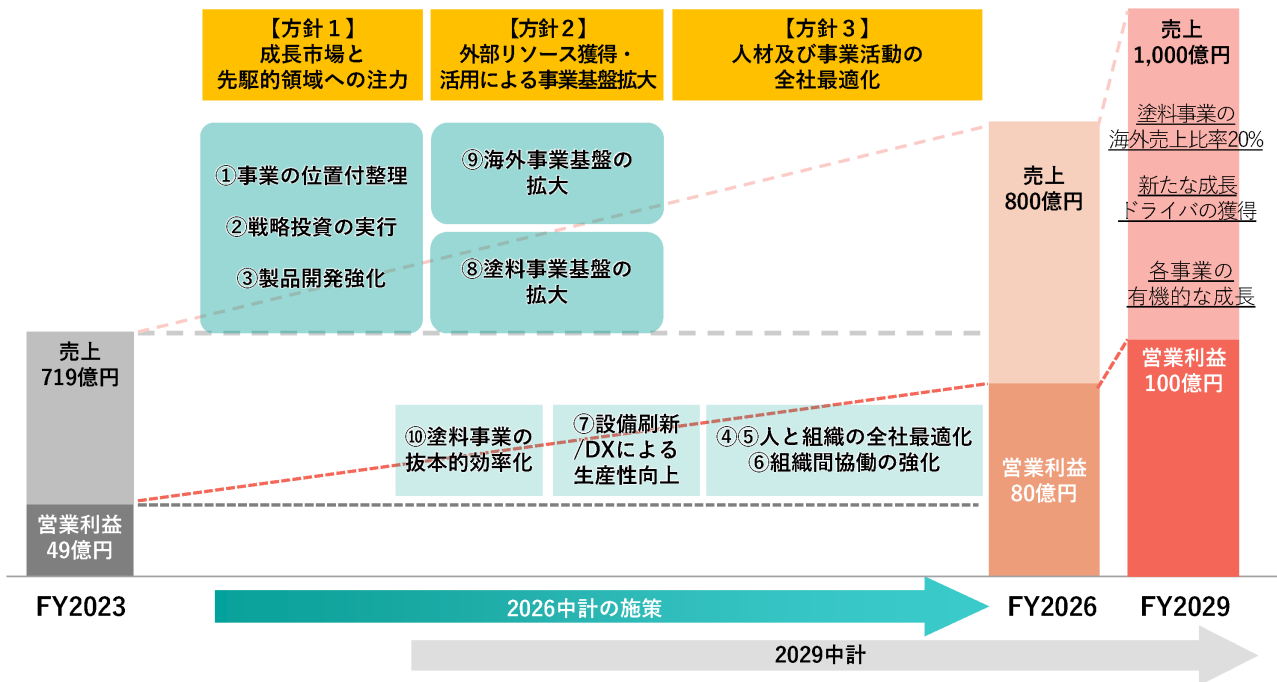 【方針１】
成長市場と
先駆的領域への注力
【方針２】
外部リソース獲得・
活用による事業基盤拡大
【方針３】
人材及び事業活動の
全社最適化
①事業の位置付整理
②戦略投資の実行
③製品開発強化
⑨海外事業基盤の
拡大
⑧塗料事業基盤の
拡大
⑩塗料事業の
抜本的効率化
⑦設備刷新
/DXによる
生産性向上
④⑤人と組織の全社最適化
⑥組織間協働の強化
売上
719億円
営業利益
49億円
売上
800億円
営業利益
80億円
売上
1,000億円
塗料事業の
海外売上比率20%
新たな成長
ドライバの獲得
各事業の
有機的な成長
営業利益
100億円
FY2023
2026中計の施策
FY2026
FY2029
2029中計